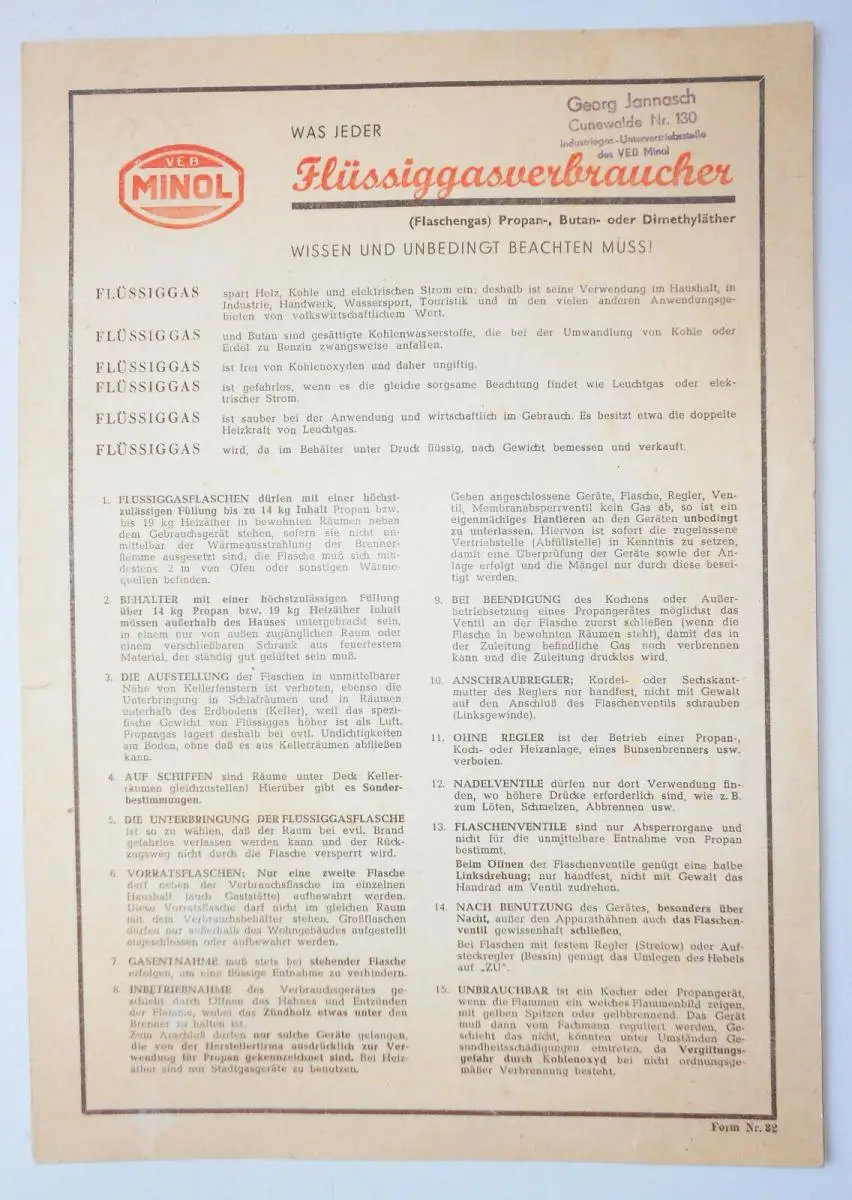 Georg Jannasch
Cunewalde Nr. 130
Industriegas-Untervertriebsstelle
des VEB Minol
VEB
MINOL
WAS JEDER
Flüssiggasverbraucher
(Flaschengas) Propan-, Butan- oder Dimethyläther
WISSEN UND UNBEDINGT BEACHTEN MUSS!
FLÜSSIGGAS spart Holz, Kohle und elektrischen Strom ein; deshalb ist seine Verwendung im Haushalt, in
Industrie, Handwerk, Wassersport, Touristik und in den vielen anderen Anwendungsge-
bieten von volkswirtschaftlichem Wert.
FLÜSSIGGAS und Butan sind gesättigte Kohlenwasserstoffe, die bei der Umwandlung von Kohle oder
Erdöl zu Benzin zwangsweise anfallen.
FLÜSSIGGAS ist frei von Kohlenoxyden und daher ungiftig.
FLÜSSIGGAS ist gefahrlos, wenn es die gleiche sorgsame Beachtung findet wie Leuchtgas oder elek-
trischer Strom.
FLÜSSIGGAS ist sauber bei der Anwendung und wirtschaftlich im Gebrauch. Es besitzt etwa die doppelte
Heizkraft von Leuchtgas.
FLÜSSIGGAS wird, da im Behälter unter Druck flüssig, nach Gewicht bemessen und verkauft.
1. FLÜSSIGGASFLASCHEN dürfen mit einer höchst-
zulässigen Füllung bis zu 14 kg Inhalt Propan bzw.
bis 19 kg Heizäther in bewohnten Räumen neben
dem Gebrauchsgerät stehen, sofern sie nicht un-
mittelbar der Wärmeausstrahlung der Brenner-
flamme ausgesetzt sind; die Flasche muß sich min-
destens 2 m von Öfen oder sonstigen Wärme-
quellen befinden.
2. BEHÄLTER mit einer höchstzulässigen Füllung
über 14 kg Propan bzw. 19 kg Heizäther Inhalt
müssen außerhalb des Hauses untergebracht sein,
in einem nur von außen zugänglichen Raum oder
einem verschließbaren Schrank aus feuerfestem
Material, der ständig gut gelüftet sein muß.
3. DIE AUFSTELLUNG der Flaschen in unmittelbarer
Nähe von Kellerfenstern ist verboten, ebenso die
Unterbringung in Schlafräumen und in Räumen
unterhalb des Erdbodens (Keller), weil das spezi-
fische Gewicht von Flüssiggas höher ist als Luft.
Propangas lagert deshalb bei evtl. Undichtigkeiten
am Boden, ohne daß es aus Kellerräumen abfließen
kann.
4. AUF SCHIFFEN sind Räume unter Deck Keller-
räumen gleichzustellen! Hierüber gibt es Sonder-
bestimmungen.
5. DIE UNTERBRINGUNG DER FLÜSSIGGASFLASCHE
ist so zu wählen, daß der Raum bei evtl. Brand
gefahrlos verlassen werden kann und der Rück-
zugsweg nicht durch die Flasche versperrt wird.
6. VORRATSFLASCHEN; Nur eine zweite Flasche
darf neben der Verbrauchsflasche im einzelnen
Haushalt (auch Gaststätte) aufbewahrt werden.
Diese Vorratsflasche darf nicht im gleichen Raum
mit dem Verbrauchsbehälter stehen. Großflaschen
dürfen nur außerhalb des Wohngebäudes aufgestellt
angeschlossen oder aufbewahrt werden.
7. GASENTNAHME muß stets bei stehender Flasche
erfolgen, um eine flüssige Entnahme zu verhindern.
8. INBETRIEBNAHME des Verbrauchsgerätes ge-
schieht durch Öffnen des Hahnes und Entzünden
der Flamme, wobei das Zündholz etwas unter den
Brenner zu halten ist.
Zum Anschluß dürfen nur solche Geräte gelangen,
die von der Herstellerfirma ausdrücklich zur Ver-
wendung für Propan gekennzeichnet sind. Bei Heiz-
äther sind nur Stadtgasgeräte zu benutzen.
Geben angeschlossene Geräte, Flasche, Regler, Ven-
til, Membranabsperrventil kein Gas ab, so ist ein
eigenmächtiges Hantieren an den Geräten unbedingt
zu unterlassen. Hiervon ist sofort die zugelassene
Vertriebstelle (Abfüllstelle) in Kenntnis zu setzen,
damit eine Überprüfung der Geräte sowie der An-
lage erfolgt und die Mängel nur durch diese besei-
tigt werden.
9. BEI BEENDIGUNG des Kochens oder Außer-
betriebsetzung eines Propangerätes möglichst das
Ventil an der Flasche zuerst schließen (wenn die
Flasche in bewohnten Räumen steht), damit das in
der Zuleitung befindliche Gas noch verbrennen
kann und die Zuleitung drucklos wird.
10. ANSCHRAUBREGLER; Kordel- oder Sechskant-
mutter des Reglers nur handfest, nicht mit Gewalt
auf den Anschluß des Flaschenventils schrauben
(Linksgewinde).
11. OHNE REGLER ist der Betrieb einer Propan-,
Koch- oder Heizanlage, eines Bunsenbrenners usw.
verboten.
12. NADELVENTILE dürfen nur dort Verwendung fin-
den, wo höhere Drücke erforderlich sind, wie z. B.
zum Löten, Schmelzen, Abbrennen usw.
13. FLASCHENVENTILE sind nur Absperrorgane und
nicht für die unmittelbare Entnahme von Propan
bestimmt.
Beim Öffnen der Flaschenventile genügt eine halbe
Linksdrehung; nur handfest, nicht mit Gewalt das
Handrad am Ventil zudrehen.
14. NACH BENUTZUNG des Gerätes, besonders über
Nacht, außer den Apparathähnen auch das Flaschen-
ventil gewissenhaft schließen.
Bei Flaschen mit festem Regler (Strelow) oder Auf-
steckregler (Bessin) genügt das Umlegen des Hebels
auf „ZU".
15. UNBRAUCHBAR ist ein Kocher oder Propangerät,
wenn die Flammen ein weiches Flammenbild zeigen,
mit gelben Spitzen oder gelbbrennend. Das Gerät
muß dann vom Fachmann reguliert werden. Ge-
schieht das nicht, könnten unter Umständen Ge-
sundheitsschädigungen eintreten, da Vergiftungs-
gefahr durch Kohlenoxyd bei nicht ordnungsge-
mäßer Verbrennung besteht.
Form Nr. 82